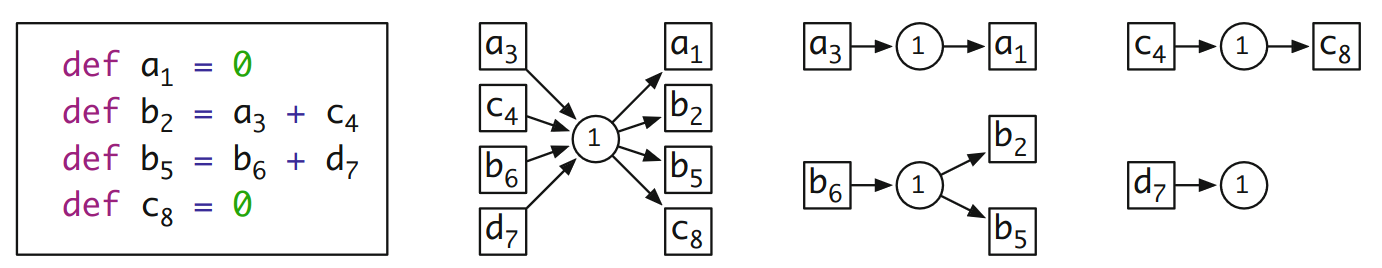 def a₁ = 0
def b₂ = a₃ + c₄
def b₅ = b₆ + d₇
def c₈ = 0
a₃
c₄
b₆
d₇
1
a₁
b₂
b₅
c₈
a₃ 1 a₁
b₆ 1
b₂
b₅
c₄ 1 c₈
d₇ 1